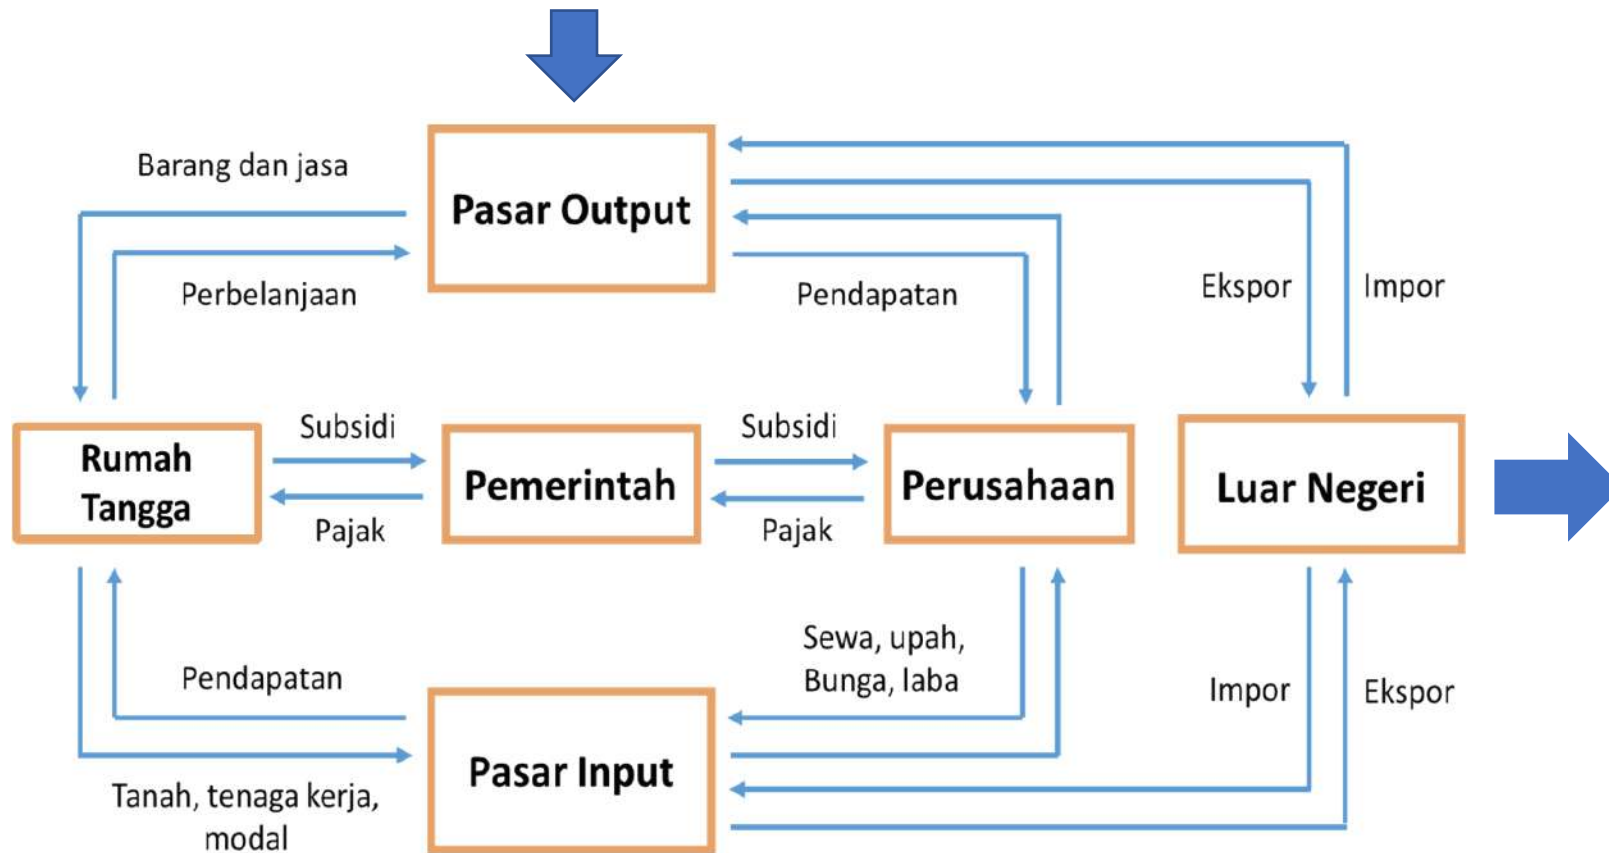 Barang dan jasa
Pasar Output
Perbelanjaan
Pendapatan
Ekspor
Impor
Subsidi
Subsidi
Rumah
Tangga
Pemerintah
Perusahaan
Luar Negeri
Pajak
Pajak
Sewa, upah,
Bunga, laba
Pendapatan
Impor
Ekspor
Pasar Input
Tanah, tenaga kerja,
modal